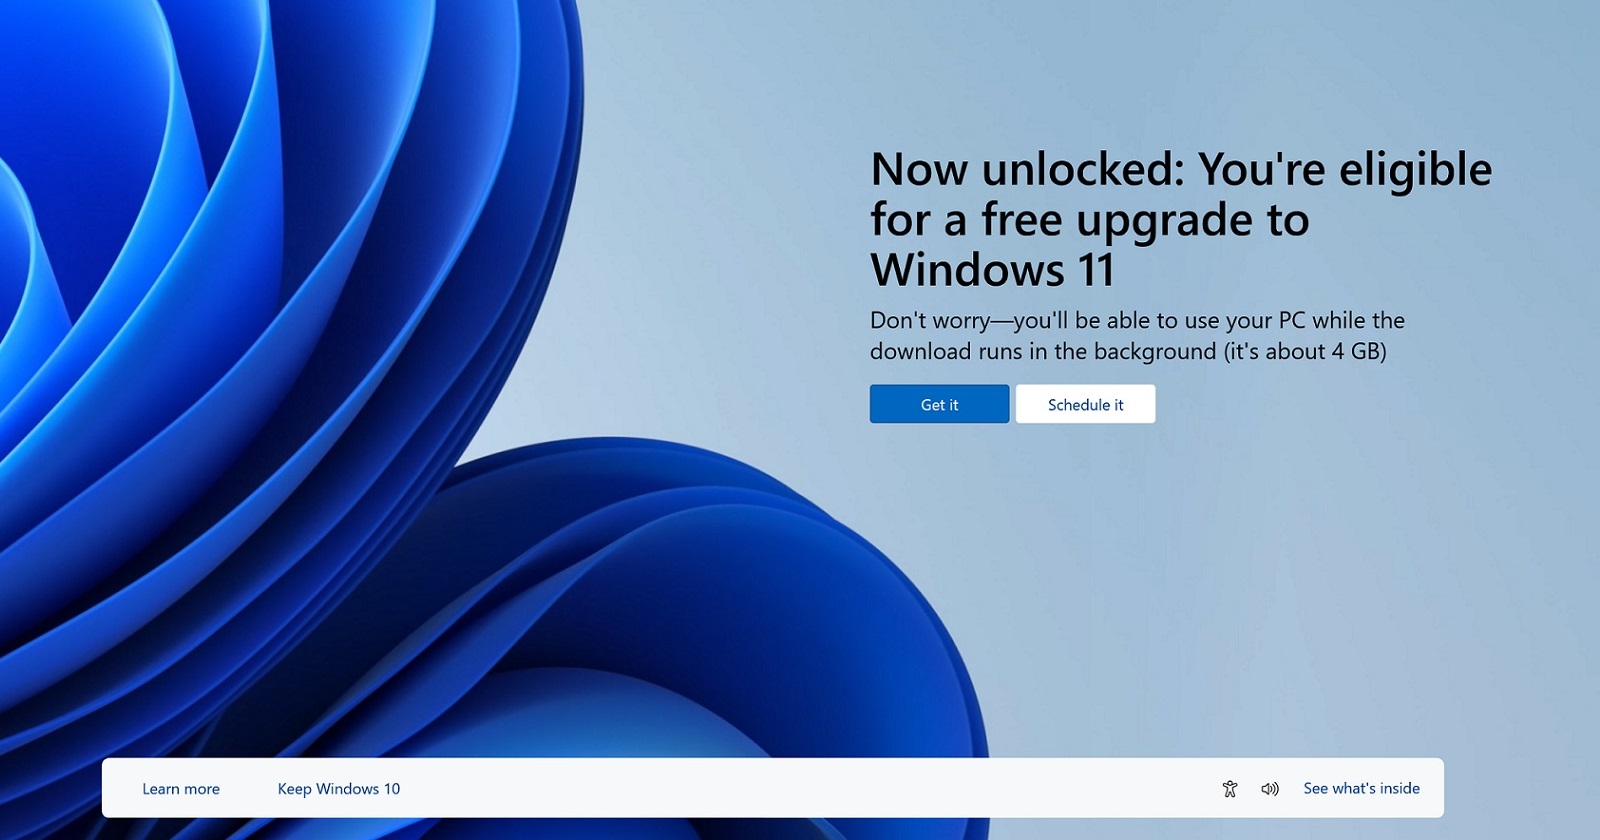 Now unlocked: You're eligible
for a free upgrade to
Windows 11
Don't worry—you'll be able to use your PC while the
download runs in the background (it's about 4 GB)
Get it
Schedule it
Learn more
Keep Windows 10
See what's inside